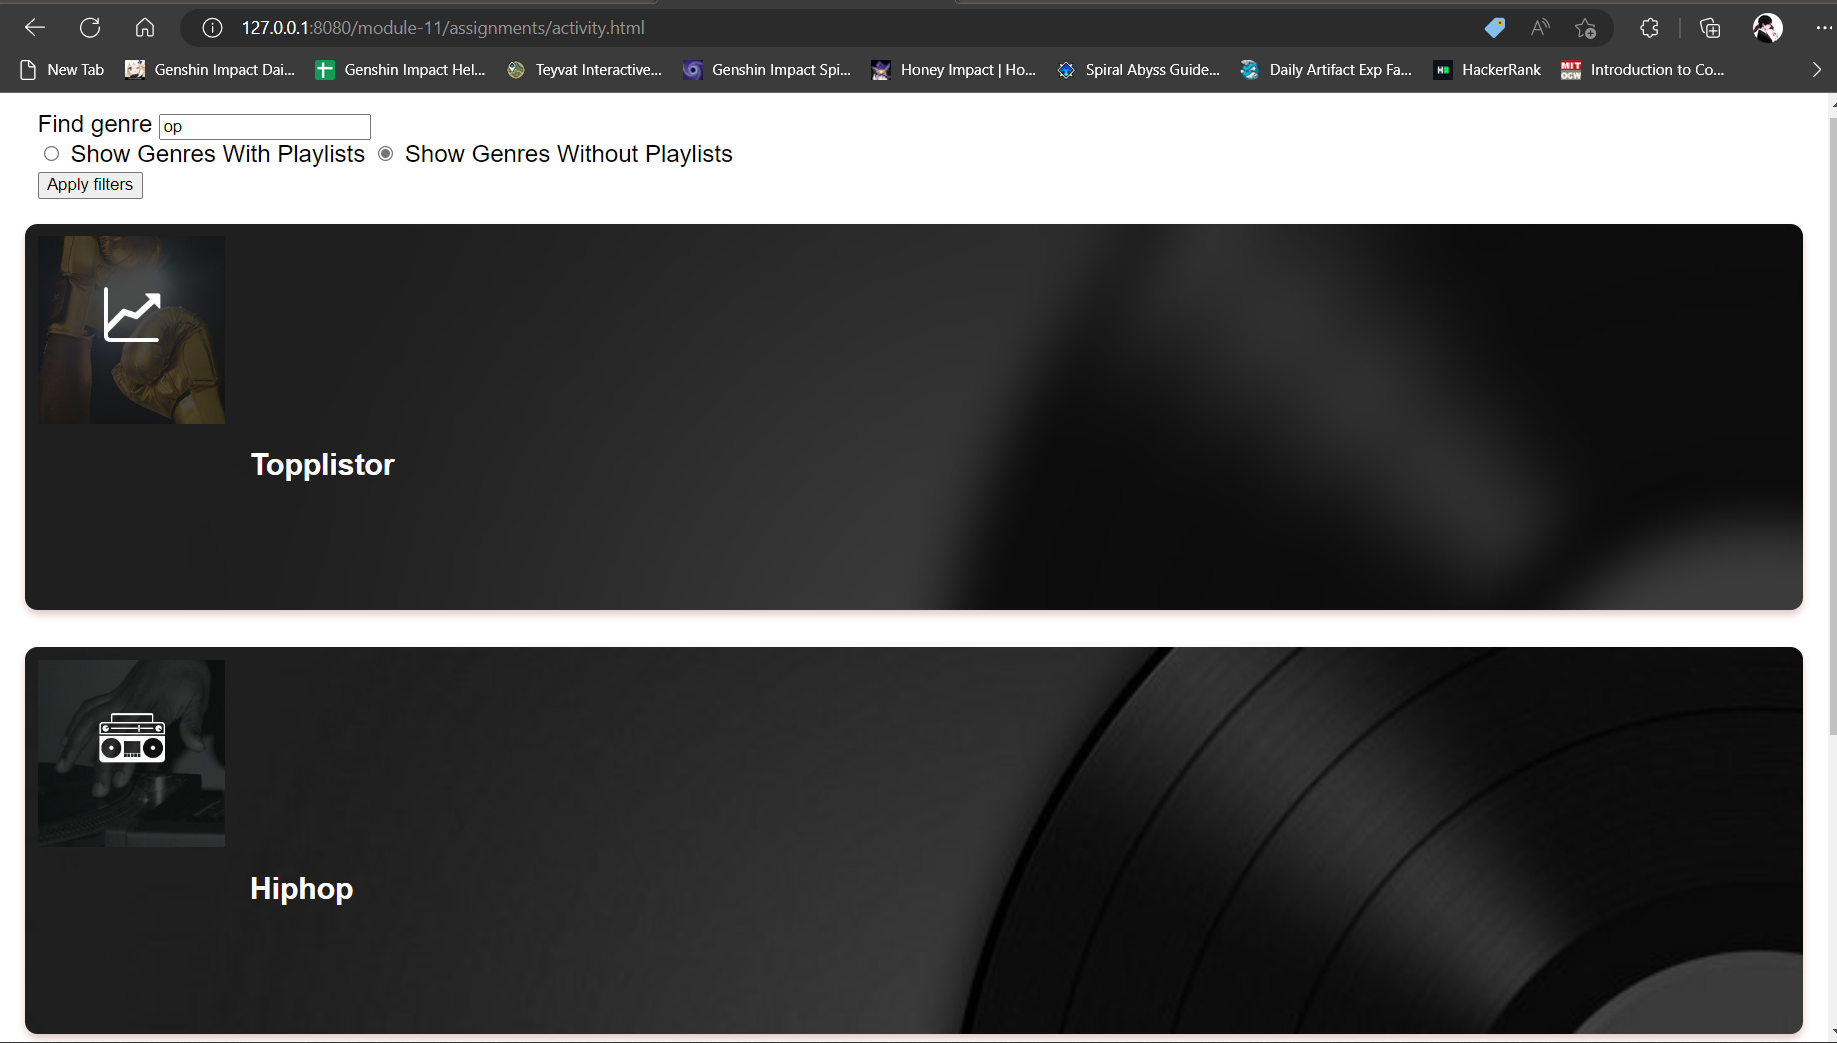 127.0.0.1:8080/module-11/assignments/activity.html
New Tab Genshin Impact Dai... Genshin Impact Hel... Teyvat Interactive... Genshin Impact Spi... Honey Impact | Ho... Spiral Abyss Guide... Daily Artifact Exp Fa... HackerRank Introduction to Co...
Find genre op
Show Genres With Playlists Show Genres Without Playlists
Apply filters
Topplistor
Hiphop